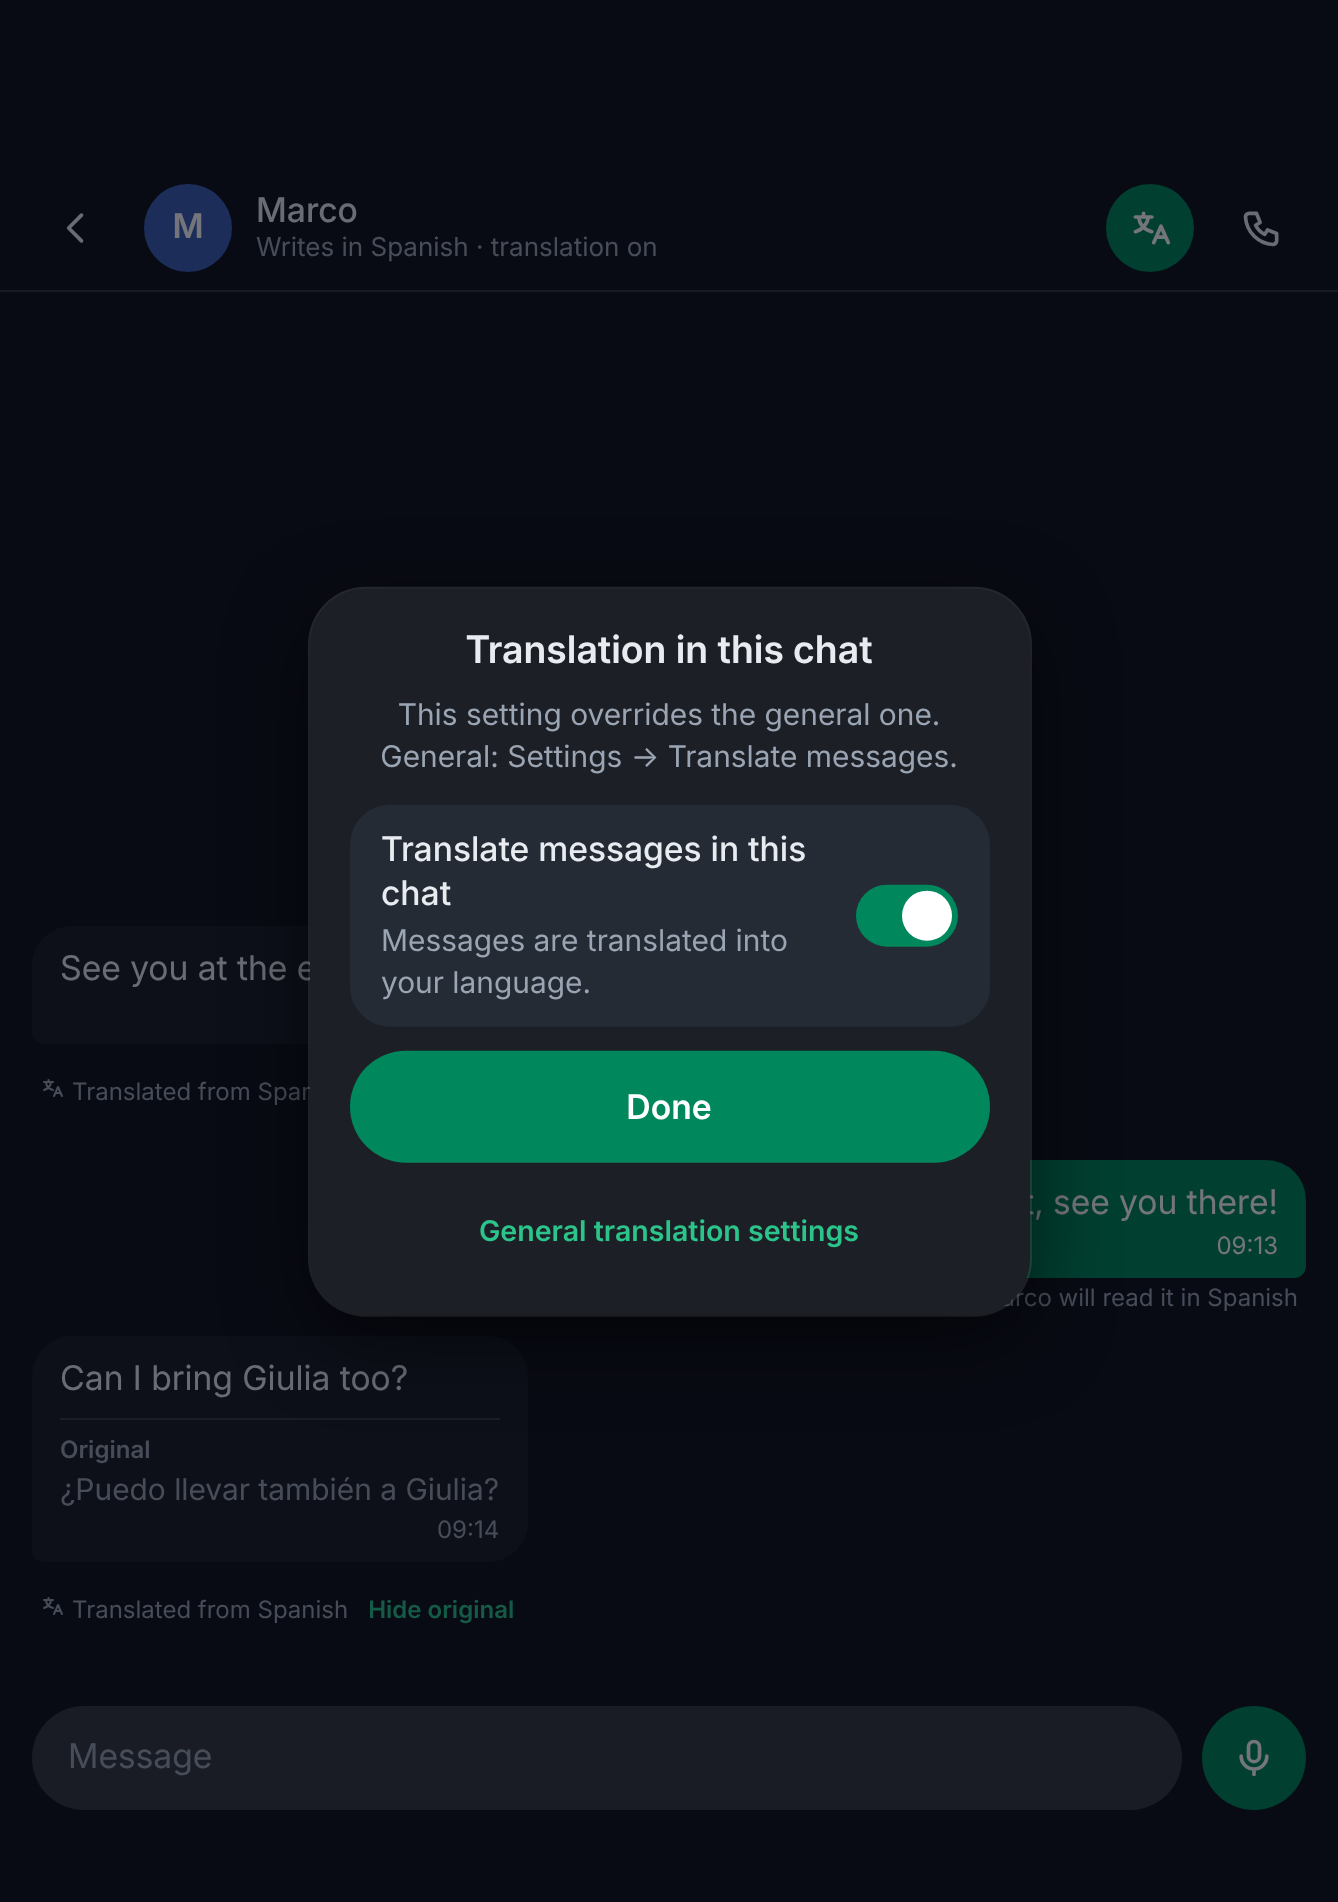 M
Marco
Writes in Spanish · translation on
Translation in this chat
This setting overrides the general one.
General: Settings → Translate messages.
Translate messages in this
chat
Messages are translated into
your language.
Done
General translation settings
See you at the
Translated from
see you there!
09:13
will read it in Spanish
Can I bring Giulia too?
Original
¿Puedo llevar también a Giulia?
09:14
Translated from Spanish Hide original
Message